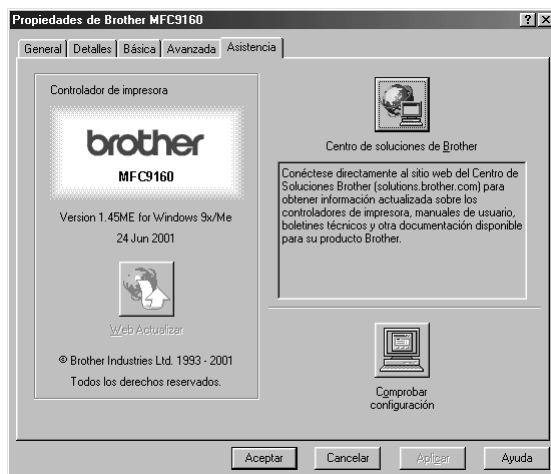 Propiedades de Brother MFC9160
General
Detalles
Básica
Avanzada
Asistencia
Controlador de impresora
brother
MFC9160
Version 1.45ME for Windows 9x/Me
24 Jun 2001
Web Actualizar
© Brother Industries Ltd. 1993 - 2001
Todos los derechos reservados.
Centro de soluciones de Brother
Conéctese directamente al sitio web del Centro de
Soluciones Brother (solutions.brother.com) para
obtener información actualizada sobre los
controladores de impresora, manuales de usuario,
boletines técnicos y otra documentación disponible
para su producto Brother.
Comprobar
configuración
Aceptar
Cancelar
Aplicar
Ayuda